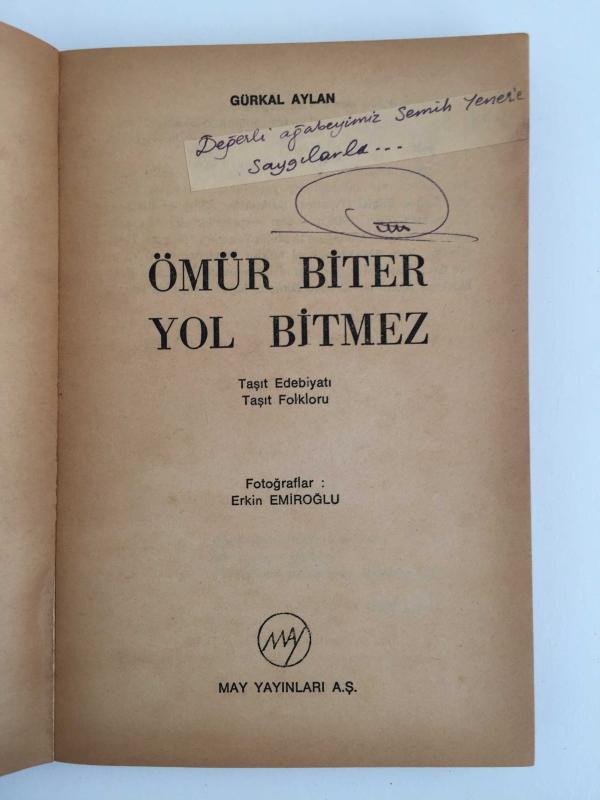 GÜRKAL AYLAN
Değerli ağabeyimiz Semih Yener'e
Saygılarla...
ÖMÜR BİTER
YOL BİTMEZ
Taşıt Edebiyatı
Taşıt Folkloru
Fotoğraflar :
Erkin EMİROĞLU
MAY
MAY YAYINLARI A.Ş.